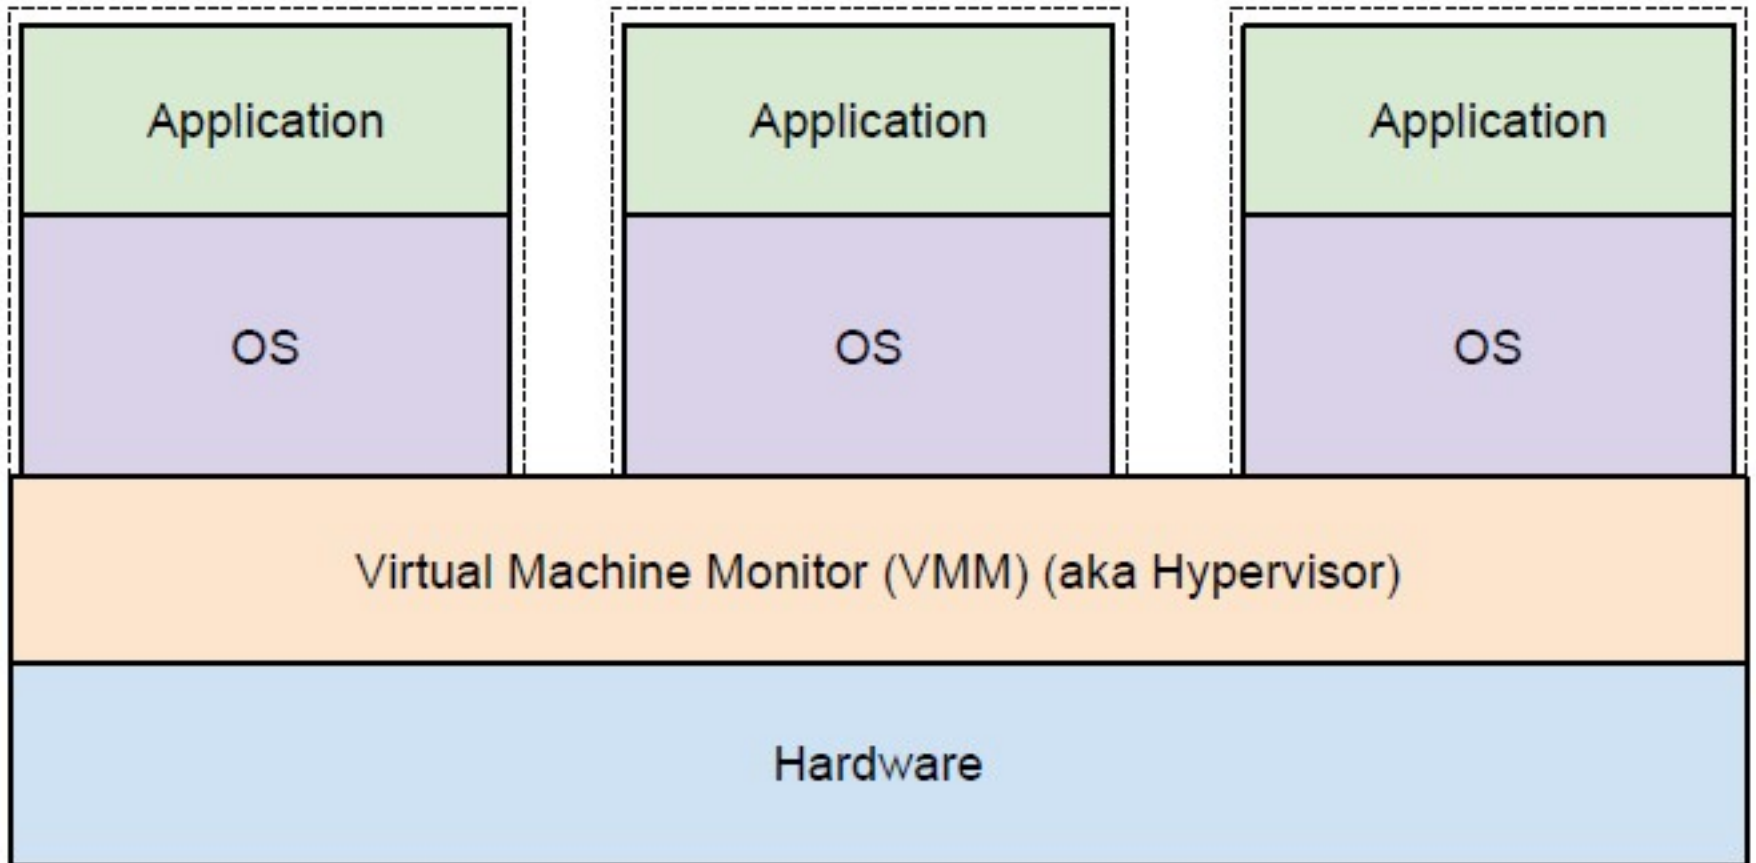 Application
Application
Application
OS
OS
OS
Virtual Machine Monitor (VMM) (aka Hypervisor)
Hardware